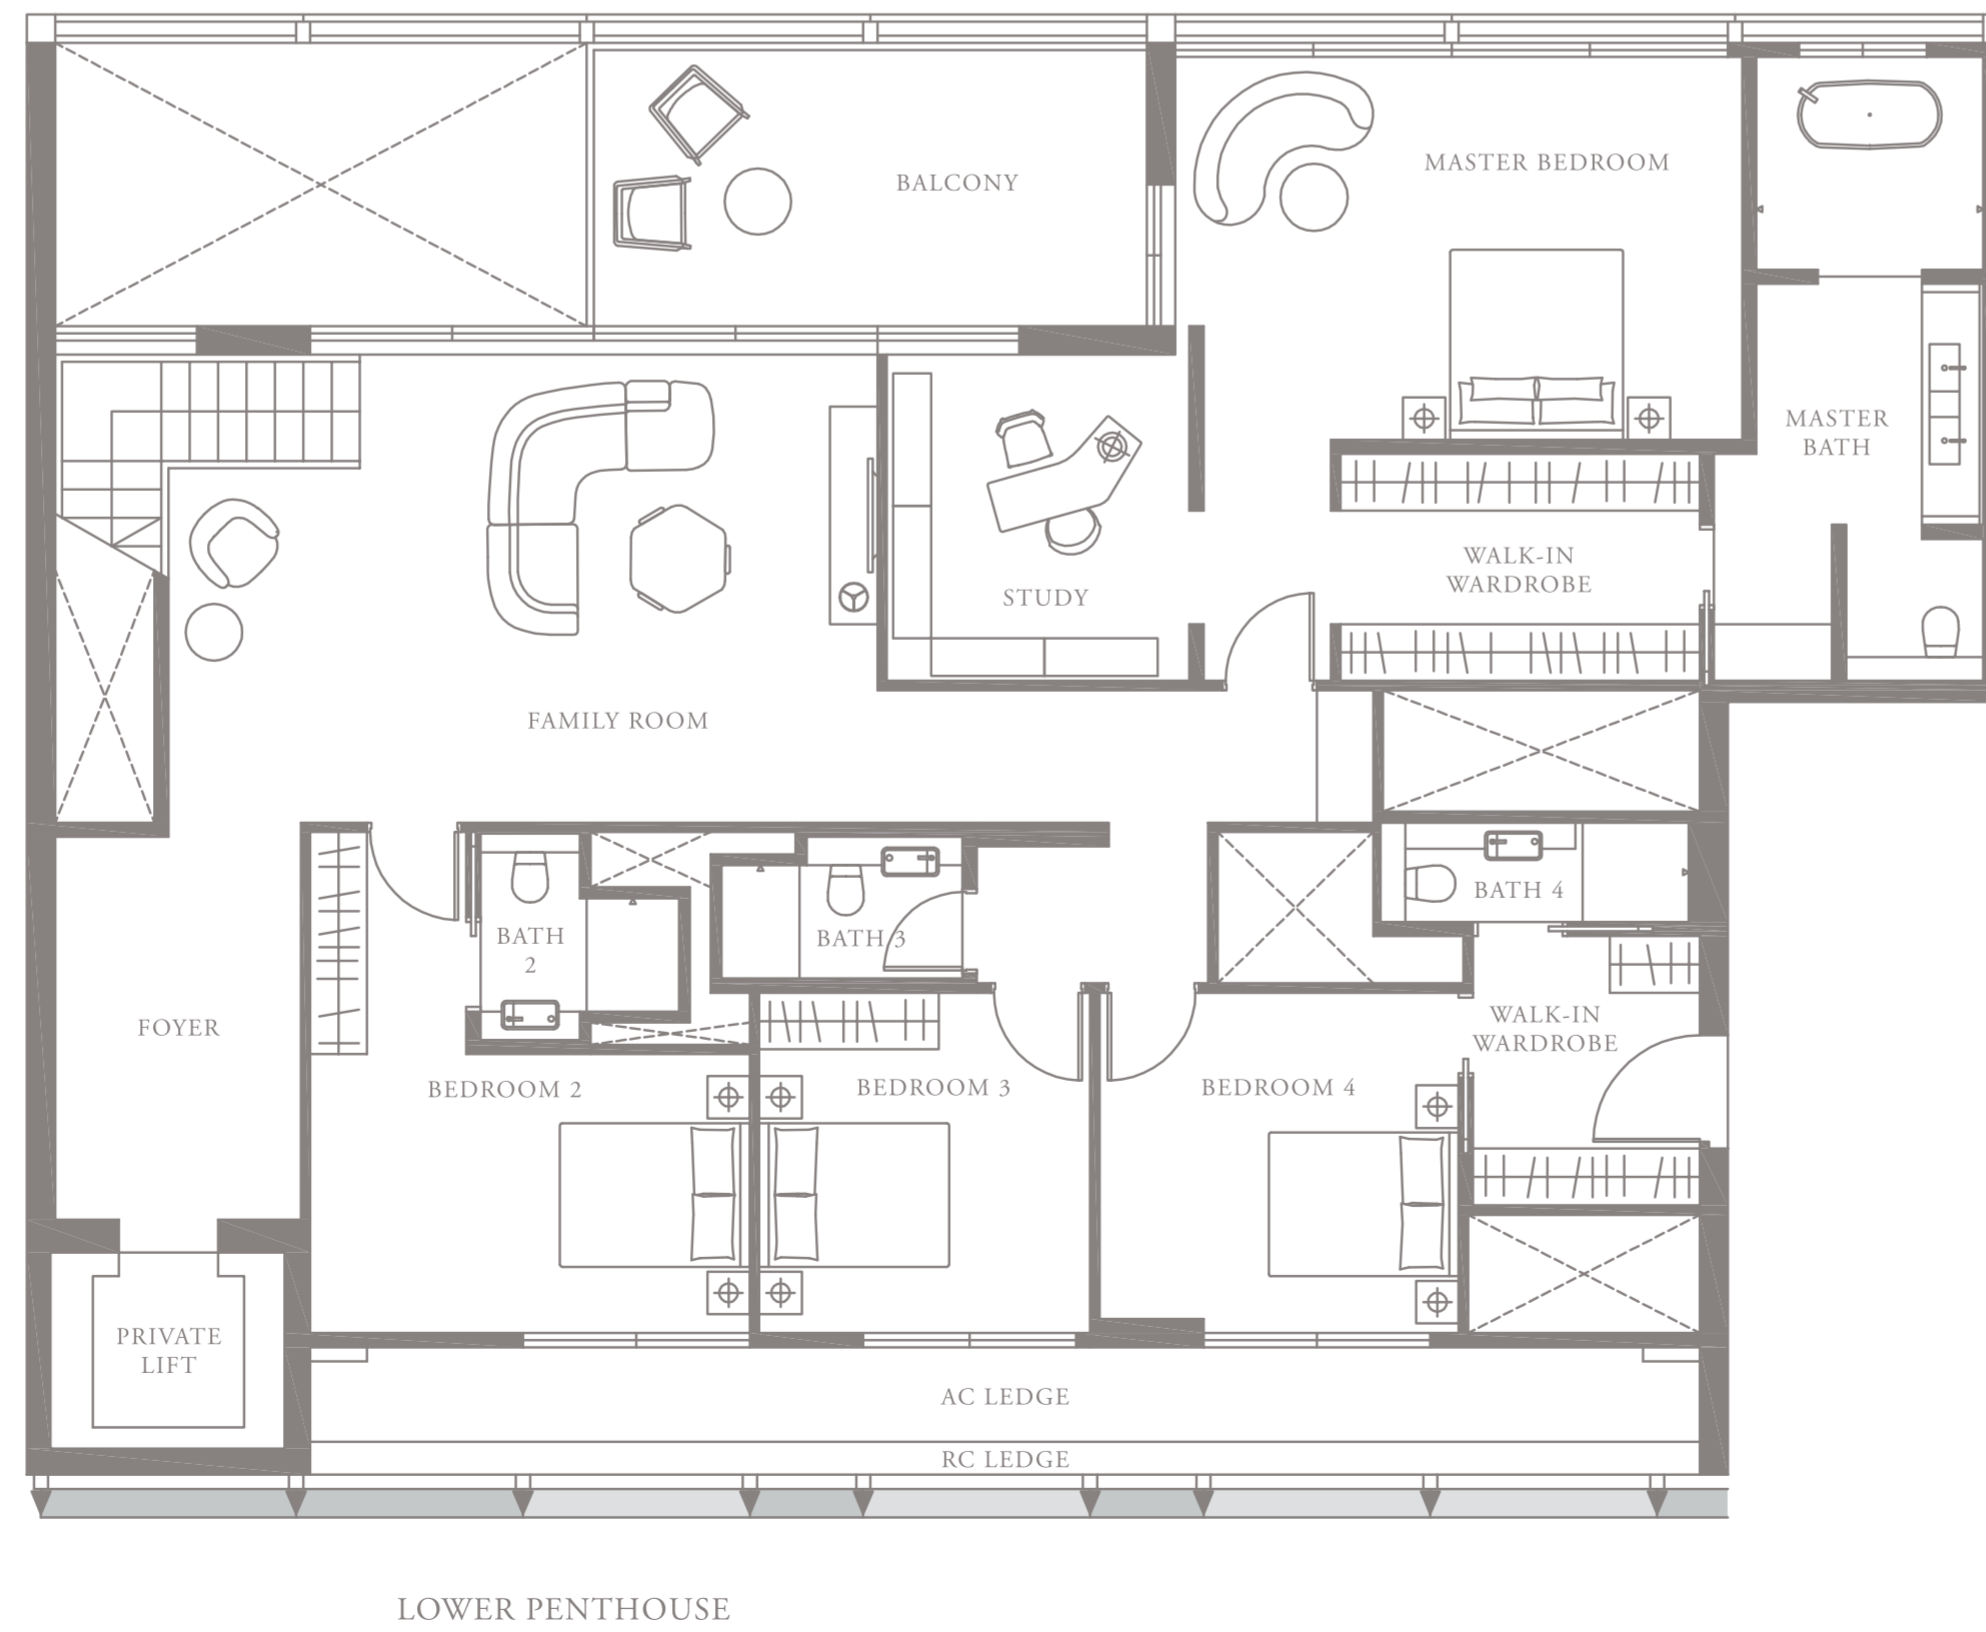 BALCONY
MASTER BEDROOM
MASTER
BATH
STUDY
WALK-IN
WARDROBE
FAMILY ROOM
BATH
2
BATH 3
BATH 4
FOYER
WALK-IN
WARDROBE
BEDROOM 2
BEDROOM 3
BEDROOM 4
PRIVATE
LIFT
AC LEDGE
RC LEDGE
LOWER PENTHOUSE